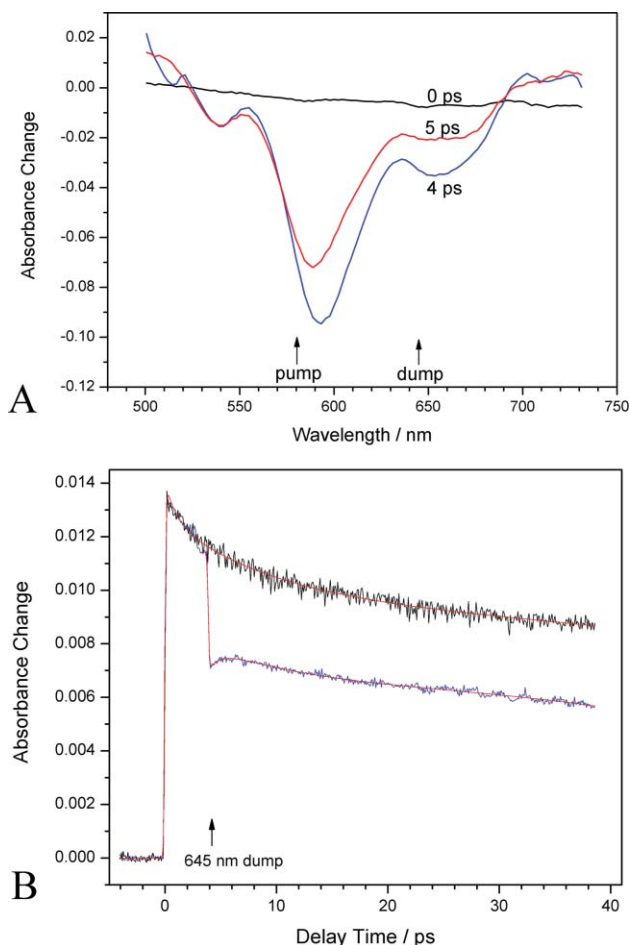 0.02
0.00
-0.02
-0.04
-0.06
-0.08
-0.10
-0.12
Absorbance Change
0 ps
5 ps
4 ps
pump
dump
500
550
600
650
700
750
Wavelength / nm
A
0.014
0.012
0.010
0.008
0.006
0.004
0.002
0.000
Absorbance Change
645 nm dump
0
10
20
30
40
Delay Time / ps
B